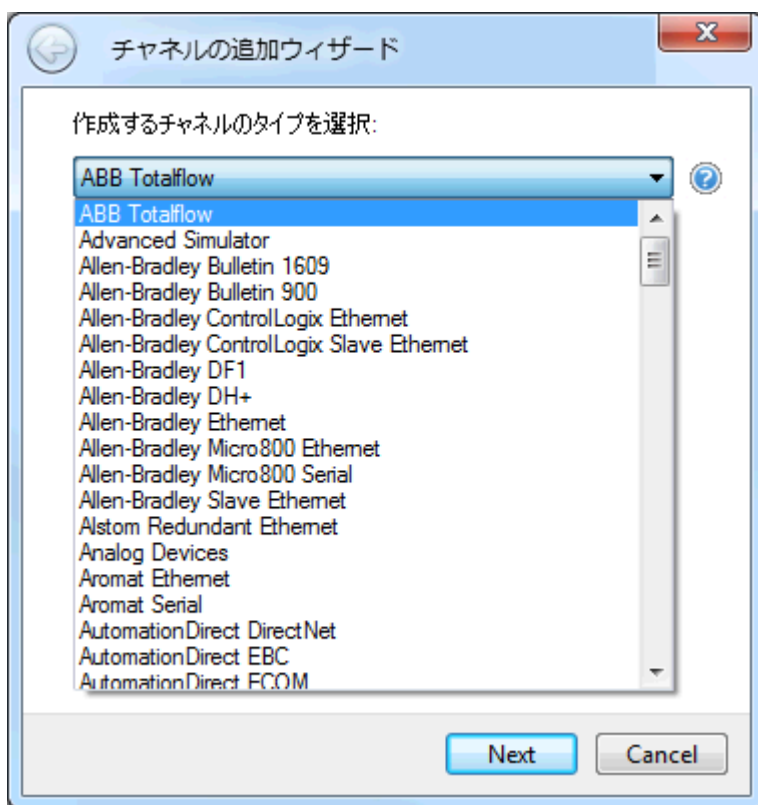 チャネルの追加ウィザード
作成するチャネルのタイプを選択:
ABB Totalflow
ABB Totalflow
Advanced Simulator
Allen-Bradley Bulletin 1609
Allen-Bradley Bulletin 900
Allen-Bradley ControlLogix Ethernet
Allen-Bradley ControlLogix Slave Ethernet
Allen-Bradley DF1
Allen-Bradley DH+
Allen-Bradley Ethernet
Allen-Bradley Micro800 Ethernet
Allen-Bradley Micro800 Serial
Allen-Bradley Slave Ethernet
Alstom Redundant Ethernet
Analog Devices
Aromat Ethernet
Aromat Serial
AutomationDirect DirectNet
AutomationDirect EBC
AutomationDirect ECOM
Next
Cancel